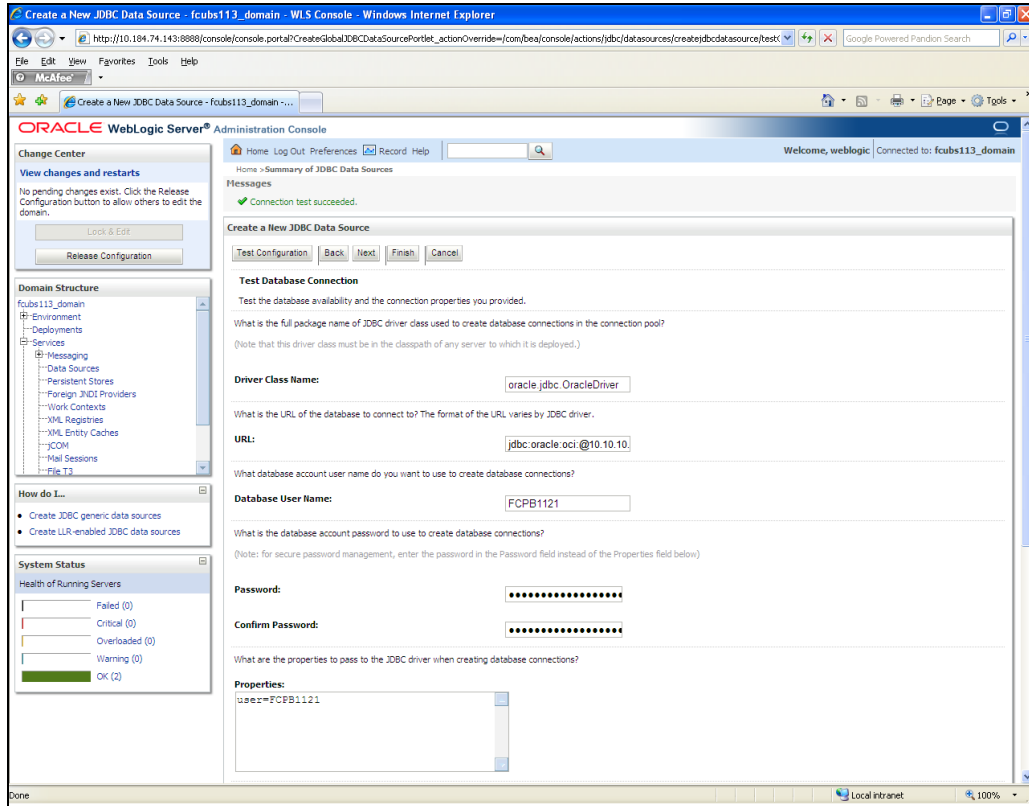 Create a New JDBC Data Source - fcubs113_domain - WLS Console - Windows Internet Explorer
http://10.184.74.143:8888/console/console.portal?CreateGlobalJDBCDataSourcePortlet_actionOverride=/com/bea/console/actions/jdbc/datasources/createjdbcdatasource/test(
Google Powered Pandion Search
File Edit View Favorites Tools Help
McAfee
Create a New JDBC Data Source - fcubs113_domain -...
Page Tools
ORACLE WebLogic Server® Administration Console
Change Center
View changes and restarts
No pending changes exist. Click the Release
Configuration button to allow others to edit the
domain.
Lock & Edit
Release Configuration
Domain Structure
fcubs113_domain
Environment
Deployments
Services
Messaging
Data Sources
Persistent Stores
Foreign JNDI Providers
Work Contexts
XML Registries
XML Entity Caches
jCOM
Mail Sessions
File T3
How do I...
Create JDBC generic data sources
Create LLR-enabled JDBC data sources
System Status
Health of Running Servers
Failed (0)
Critical (0)
Overloaded (0)
Warning (0)
OK (2)
Home Log Out Preferences Record Help
Welcome, weblogic Connected to: fcubs113_domain
Home >Summary of JDBC Data Sources
Messages
Connection test succeeded.
Create a New JDBC Data Source
Test Configuration Back Next Finish Cancel
Test Database Connection
Test the database availability and the connection properties you provided.
What is the full package name of JDBC driver class used to create database connections in the connection pool?
(Note that this driver class must be in the classpath of any server to which it is deployed.)
Driver Class Name: oracle.jdbc.OracleDriver
What is the URL of the database to connect to? The format of the URL varies by JDBC driver.
URL: jdbc:oracle:oci:@10.10.10.
What database account user name do you want to use to create database connections?
Database User Name: FCPB1121
What is the database account password to use to create database connections?
(Note: for secure password management, enter the password in the Password field instead of the Properties field below)
Password: ••••••••••••••••••
Confirm Password: ••••••••••••••••••
What are the properties to pass to the JDBC driver when creating database connections?
Properties:
user=FCPB1121
Done
Local intranet
100%